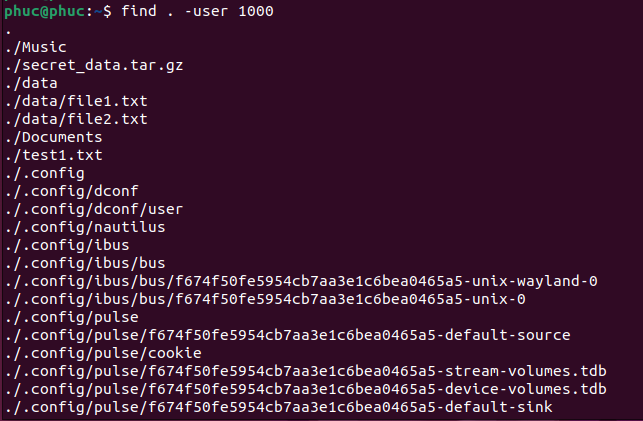 phuc@phuc:~$ find . -user 1000
.
./Music
./secret_data.tar.gz
./data
./data/file1.txt
./data/file2.txt
./Documents
./test1.txt
./.config
./.config/dconf
./.config/dconf/user
./.config/nautilus
./.config/ibus
./.config/ibus/bus
./.config/ibus/bus/f674f50fe5954cb7aa3e1c6bea0465a5-unix-wayland-0
./.config/ibus/bus/f674f50fe5954cb7aa3e1c6bea0465a5-unix-0
./.config/pulse
./.config/pulse/f674f50fe5954cb7aa3e1c6bea0465a5-default-source
./.config/pulse/cookie
./.config/pulse/f674f50fe5954cb7aa3e1c6bea0465a5-stream-volumes.tdb
./.config/pulse/f674f50fe5954cb7aa3e1c6bea0465a5-device-volumes.tdb
./.config/pulse/f674f50fe5954cb7aa3e1c6bea0465a5-default-sink